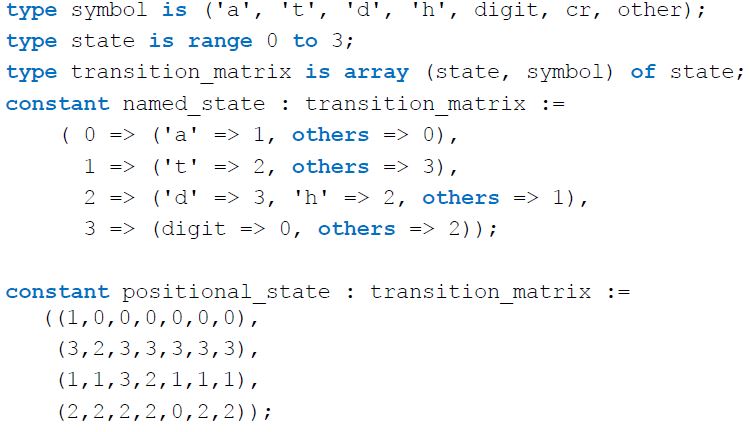 type symbol is ('a', 't', 'd', 'h', digit, cr, other);
type state is range 0 to 3;
type transition_matrix is array (state, symbol) of state;
constant named_state : transition_matrix :=
( 0 => ('a' => 1, others => 0),
1 => ('t' => 2, others => 3),
2 => ('d' => 3, 'h' => 2, others => 1),
3 => (digit => 0, others => 2));
constant positional_state : transition_matrix :=
((1,0,0,0,0,0,0),
(3,2,3,3,3,3,3),
(1,1,3,2,1,1,1),
(2,2,2,2,0,2,2));